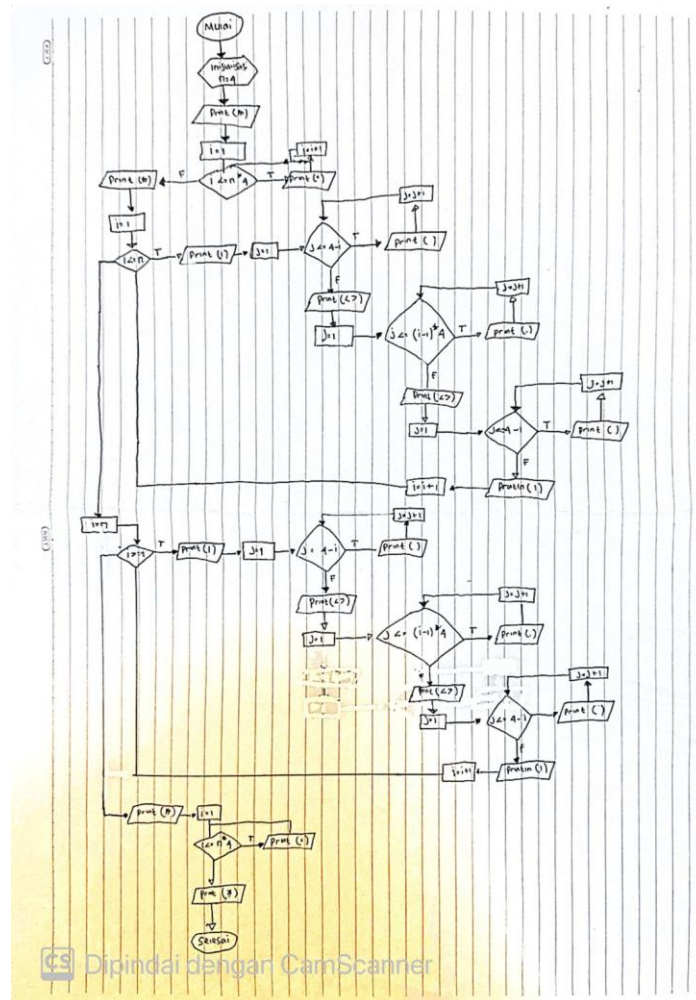 Mulai
Inisialisasi
n=4
Print (#)
i=1
i=i+1
i<=n*4
T
Print (=)
F
Print (#)
i=1
i<=n
T
Print (|)
j=1
j<=4-i
T
Print ( )
j=j+1
F
Print (<>)
j=1
j<=(i-1)*4
T
Print (.)
j=j+1
F
Print (<>)
j=1
j<=4-i
T
Print ( )
j=j+1
F
Println (|)
i=i+1
i=n
i>=1
T
Print (|)
j=1
j = 4-i
T
Print ( )
j=j+1
F
Print (<>)
j=1
j<=(i-1)*4
T
Print (.)
j=j+1
F
Print (<>)
j=1
j<=4-i
Print ( )
j=j+1
F
Println (|)
i=i+1
Print (#)
i=1
i<=n*4
T
Print (=)
Print (#)
Selesai
CS Dipindai dengan CamScanner